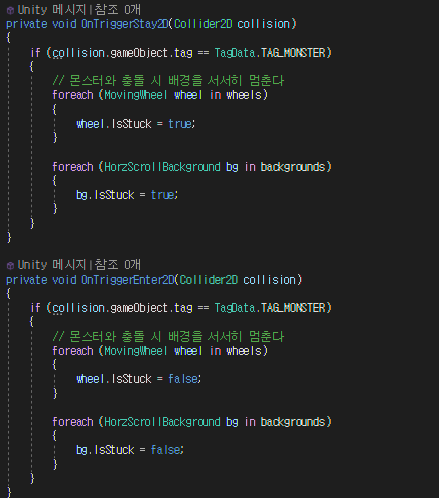 Unity 메시지|참조 0개
private void OnTriggerStay2D(Collider2D collision)
{
if (collision.gameObject.tag == TagData.TAG_MONSTER)
{
// 몬스터와 충돌 시 배경을 서서히 멈춘다
foreach (MovingWheel wheel in wheels)
{
wheel.IsStuck = true;
}
foreach (HorzScrollBackground bg in backgrounds)
{
bg.IsStuck = true;
}
}
}
Unity 메시지|참조 0개
private void OnTriggerEnter2D(Collider2D collision)
{
if (collision.gameObject.tag == TagData.TAG_MONSTER)
{
// 몬스터와 충돌 시 배경을 서서히 멈춘다
foreach (MovingWheel wheel in wheels)
{
wheel.IsStuck = false;
}
foreach (HorzScrollBackground bg in backgrounds)
{
bg.IsStuck = false;
}
}
}